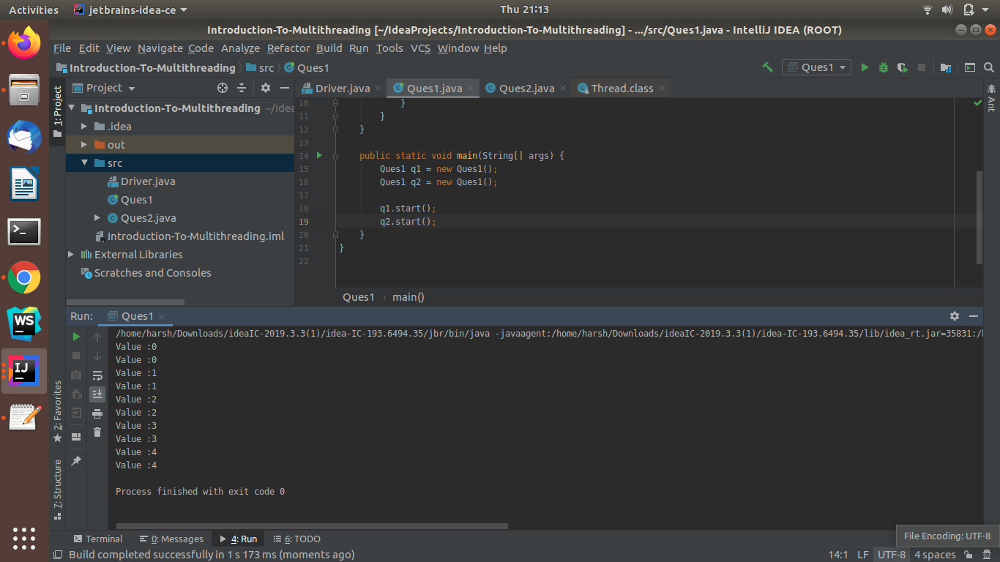 Activities jetbrains-idea-ce Thu 21:13
Introduction-To-Multithreading [~/IdeaProjects/Introduction-To-Multithreading] - .../src/Ques1.java - IntelliJ IDEA (ROOT)
File Edit View Navigate Code Analyze Refactor Build Run Tools VCS Window Help
Introduction-To-Multithreading src Ques1 Ques1
1: Project
Project
Driver.java Ques1.java Ques2.java Thread.class
Ant
Introduction-To-Multithreading ~/Idea
.idea
out
src
Driver.java
Ques1
Ques2.java
Introduction-To-Multithreading.iml
External Libraries
Scratches and Consoles
10 }
11 }
12 }
13
14 public static void main(String[] args) {
15 Ques1 q1 = new Ques1();
16 Ques1 q2 = new Ques1();
17
18 q1.start();
19 q2.start();
20 }
21 }
22
Ques1 › main()
Run: Ques1
/home/harsh/Downloads/ideaIC-2019.3.3(1)/idea-IC-193.6494.35/jbr/bin/java -javaagent:/home/harsh/Downloads/ideaIC-2019.3.3(1)/idea-IC-193.6494.35/lib/idea_rt.jar=35831:/
Value :0
Value :0
Value :1
Value :1
Value :2
Value :2
Value :3
Value :3
Value :4
Value :4
Process finished with exit code 0
2: Favorites
7: Structure
WS
IJ
Terminal 0: Messages 4: Run 6: TODO
File Encoding: UTF-8
Build completed successfully in 1 s 173 ms (moments ago) 14:1 LF UTF-8 4 spaces